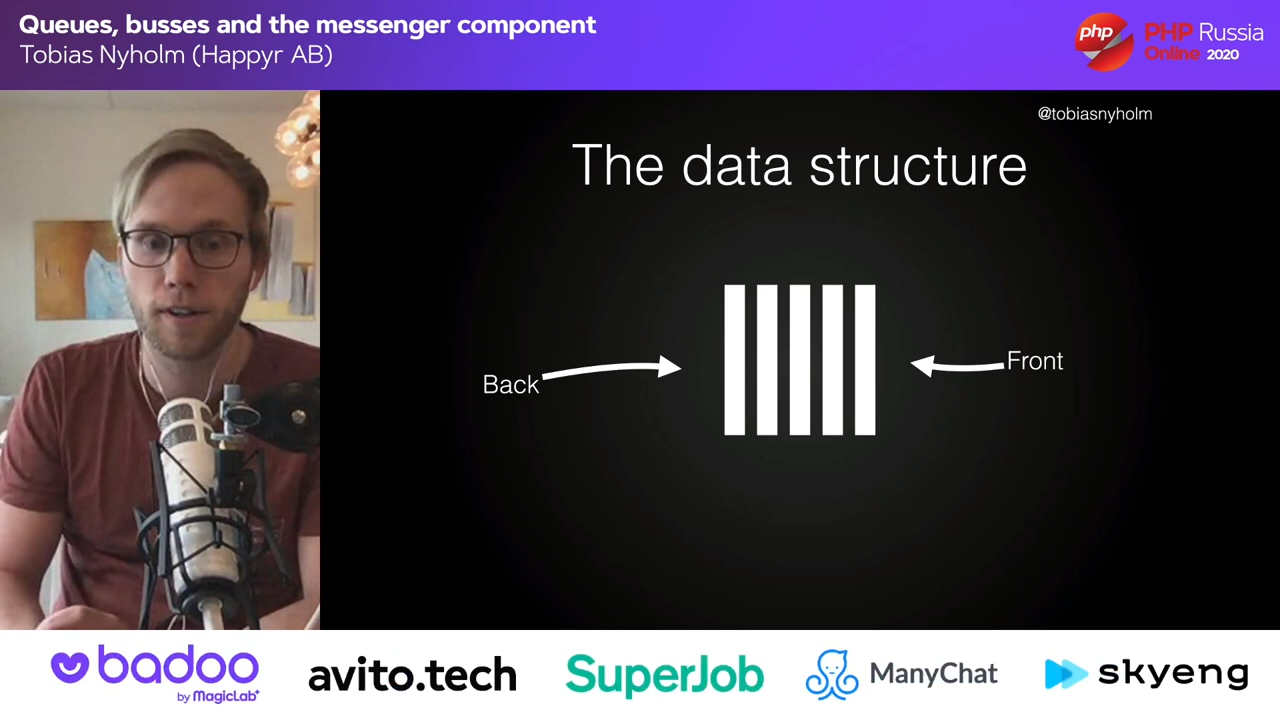 Queues, busses and the messenger component
Tobias Nyholm (Happyr AB)
php
PHP Russia
Online 2020
@tobiasnyholm
The data structure
Back
Front
badoo
by MagicLab+
avito.tech
SuperJob
ManyChat
skyeng